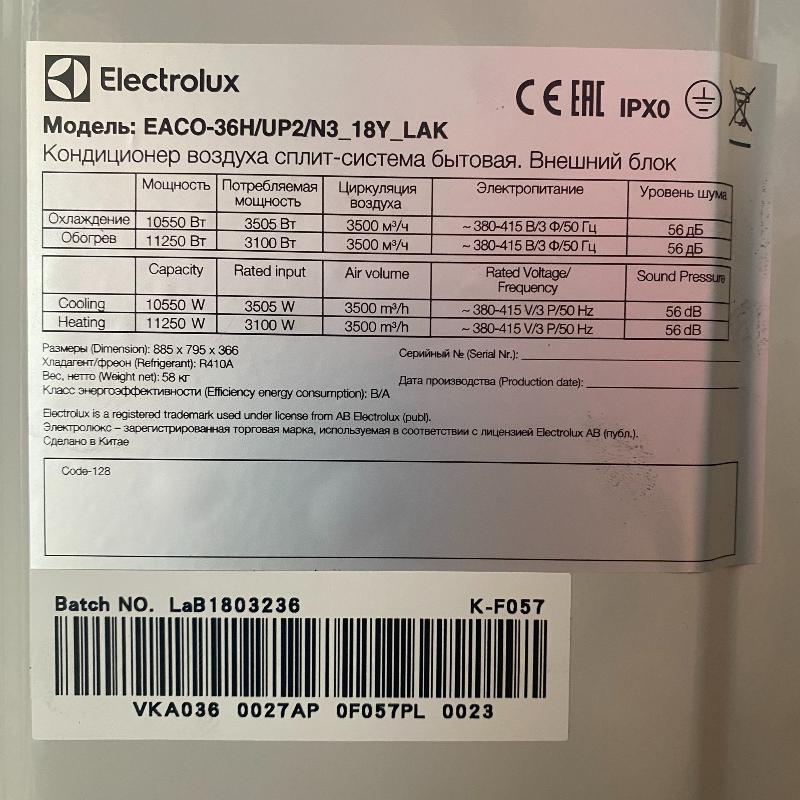 Electrolux
CE EAC IPX0
Модель: EACO-36H/UP2/N3_18Y_LAK
Кондиционер воздуха сплит-система бытовая. Внешний блок
Мощность Потребляемая мощность Циркуляция воздуха Электропитание Уровень шума
Охлаждение 10550 Вт 3505 Вт 3500 м³/ч ~ 380-415 В/3 Ф/50 Гц 56 дБ
Обогрев 11250 Вт 3100 Вт 3500 м³/ч ~ 380-415 В/3 Ф/50 Гц 56 дБ
Capacity Rated input Air volume Rated Voltage/ Frequency Sound Pressure
Cooling 10550 W 3505 W 3500 m³/h ~ 380-415 V/3 P/50 Hz 56 dB
Heating 11250 W 3100 W 3500 m³/h ~ 380-415 V/3 P/50 Hz 56 dB
Размеры (Dimension): 885 x 795 x 366
Хладагент/фреон (Refrigerant): R410A
Вес, нетто (Weight net): 58 кг
Класс энергоэффективности (Efficiency energy consumption): B/A
Серийный № (Serial Nr.):
Дата производства (Production date):
Electrolux is a registered trademark used under license from AB Electrolux (publ).
Электролюкс – зарегистрированная торговая марка, используемая в соответствии с лицензией Electrolux AB (публ.).
Сделано в Китае
Code-128
Batch NO. LaB1803236 K-F057
VKA036 0027AP 0F057PL 0023